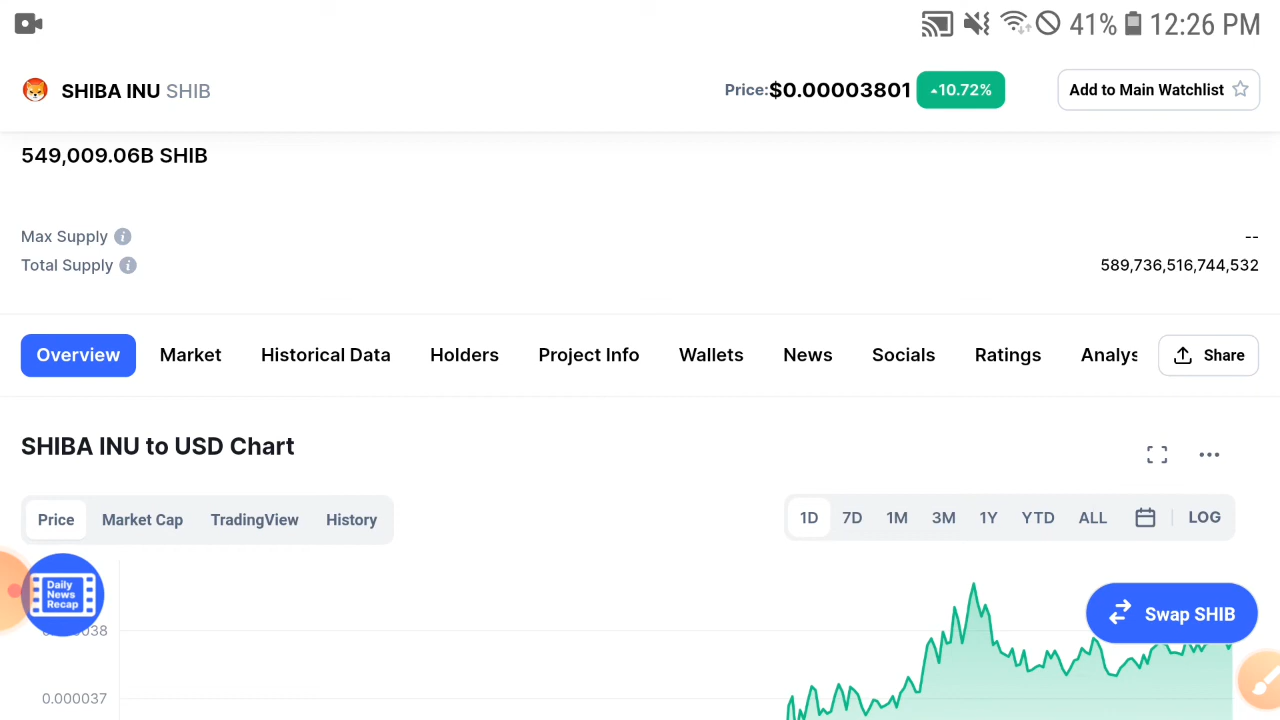 41% 12:26 PM
SHIBA INU SHIB
Price:$0.00003801 10.72%
Add to Main Watchlist
549,009.06B SHIB
Max Supply --
Total Supply 589,736,516,744,532
Overview Market Historical Data Holders Project Info Wallets News Socials Ratings Analys Share
SHIBA INU to USD Chart
Price Market Cap TradingView History
1D 7D 1M 3M 1Y YTD ALL LOG
Daily
News
Recap
Swap SHIB
0.000037